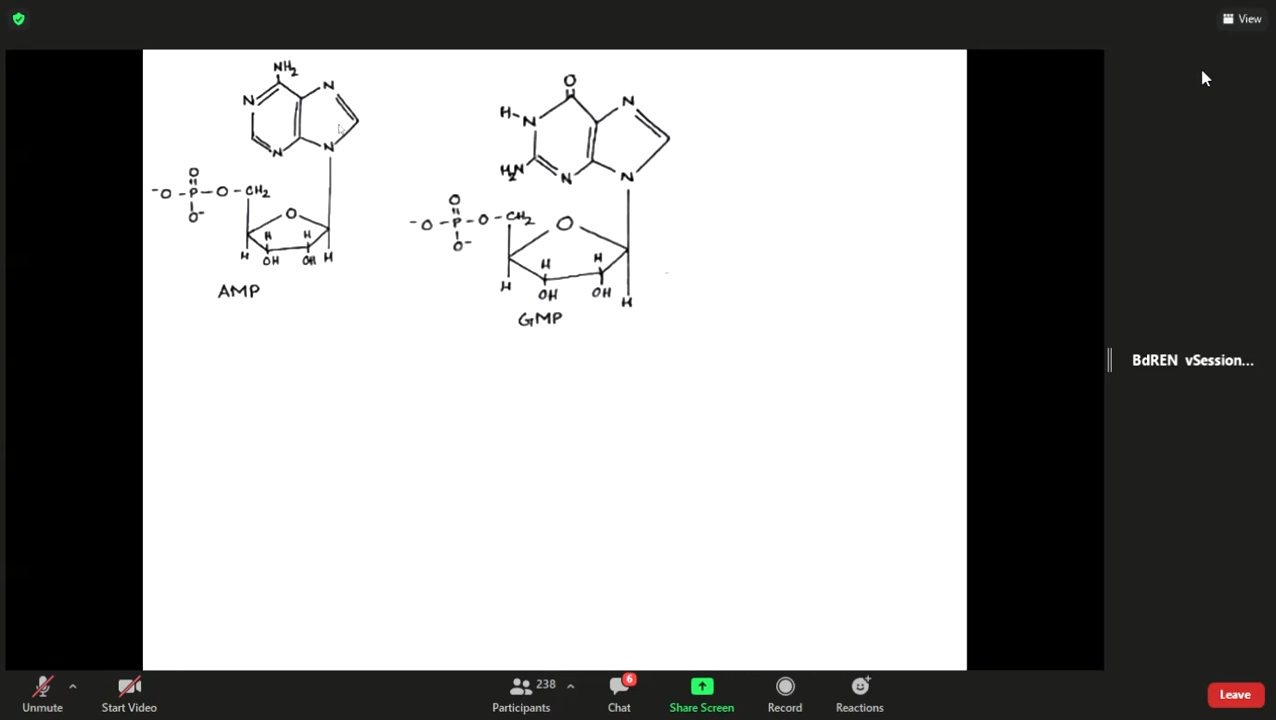 View
NH2
N
N
N
N
O
-O-P-O-CH2
O-
O
H
H
H
OH
OH
H
AMP
O
H-N
N
H2N
N
N
O
-O-P-O-CH2
O-
O
H
H
H
OH
OH
H
GMP
BdREN vSession...
238
6
Unmute
Start Video
Participants
Chat
Share Screen
Record
Reactions
Leave